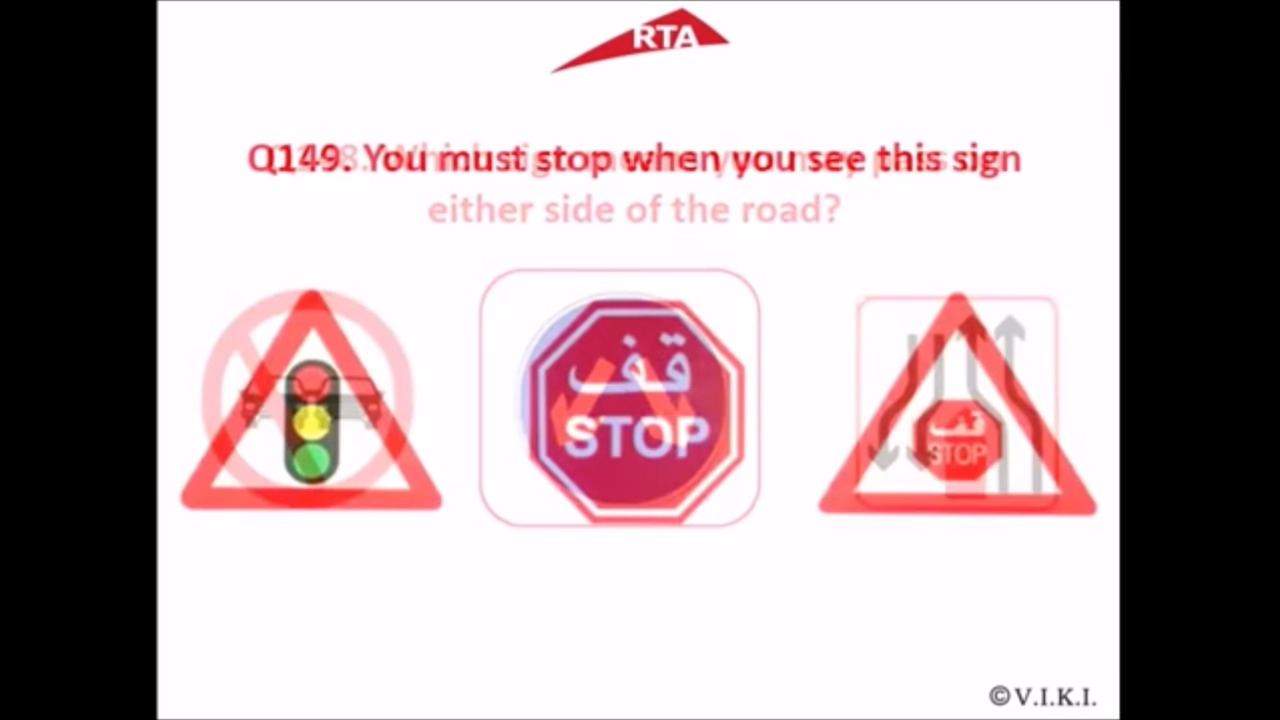 RTA
Q149. You must stop when you see this sign
either side of the road?
قف
STOP
قف
STOP
©V.I.K.I.